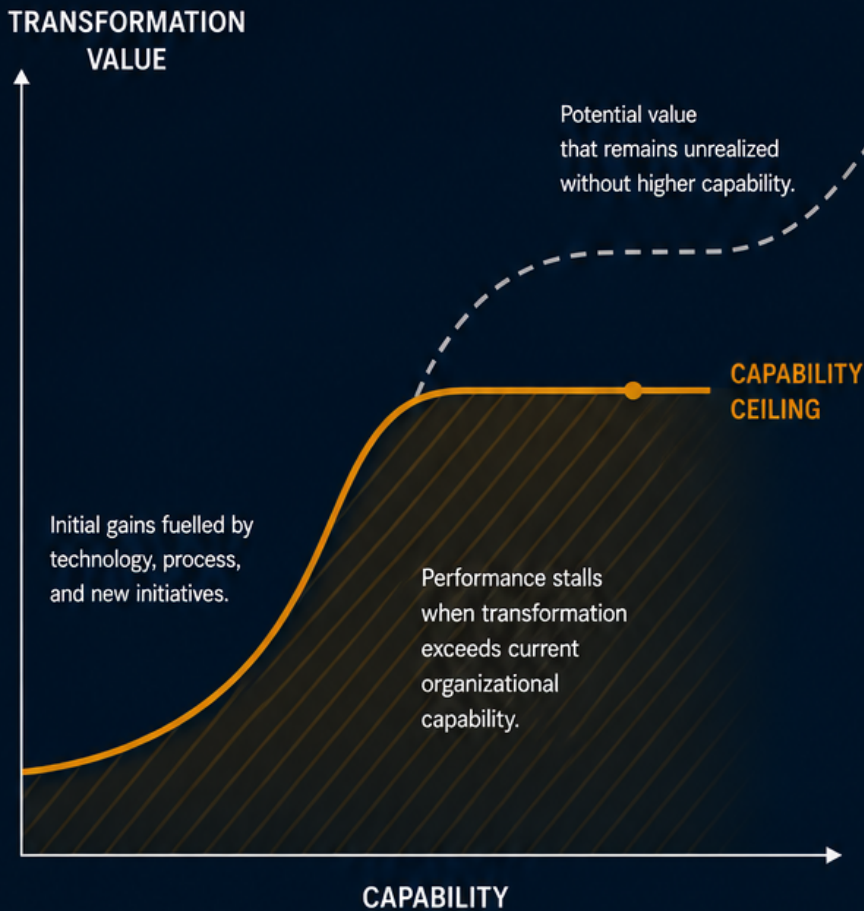 TRANSFORMATION
VALUE
Potential value
that remains unrealized
without higher capability.
CAPABILITY
CEILING
Initial gains fuelled by
technology, process,
and new initiatives.
Performance stalls
when transformation
exceeds current
organizational
capability.
CAPABILITY